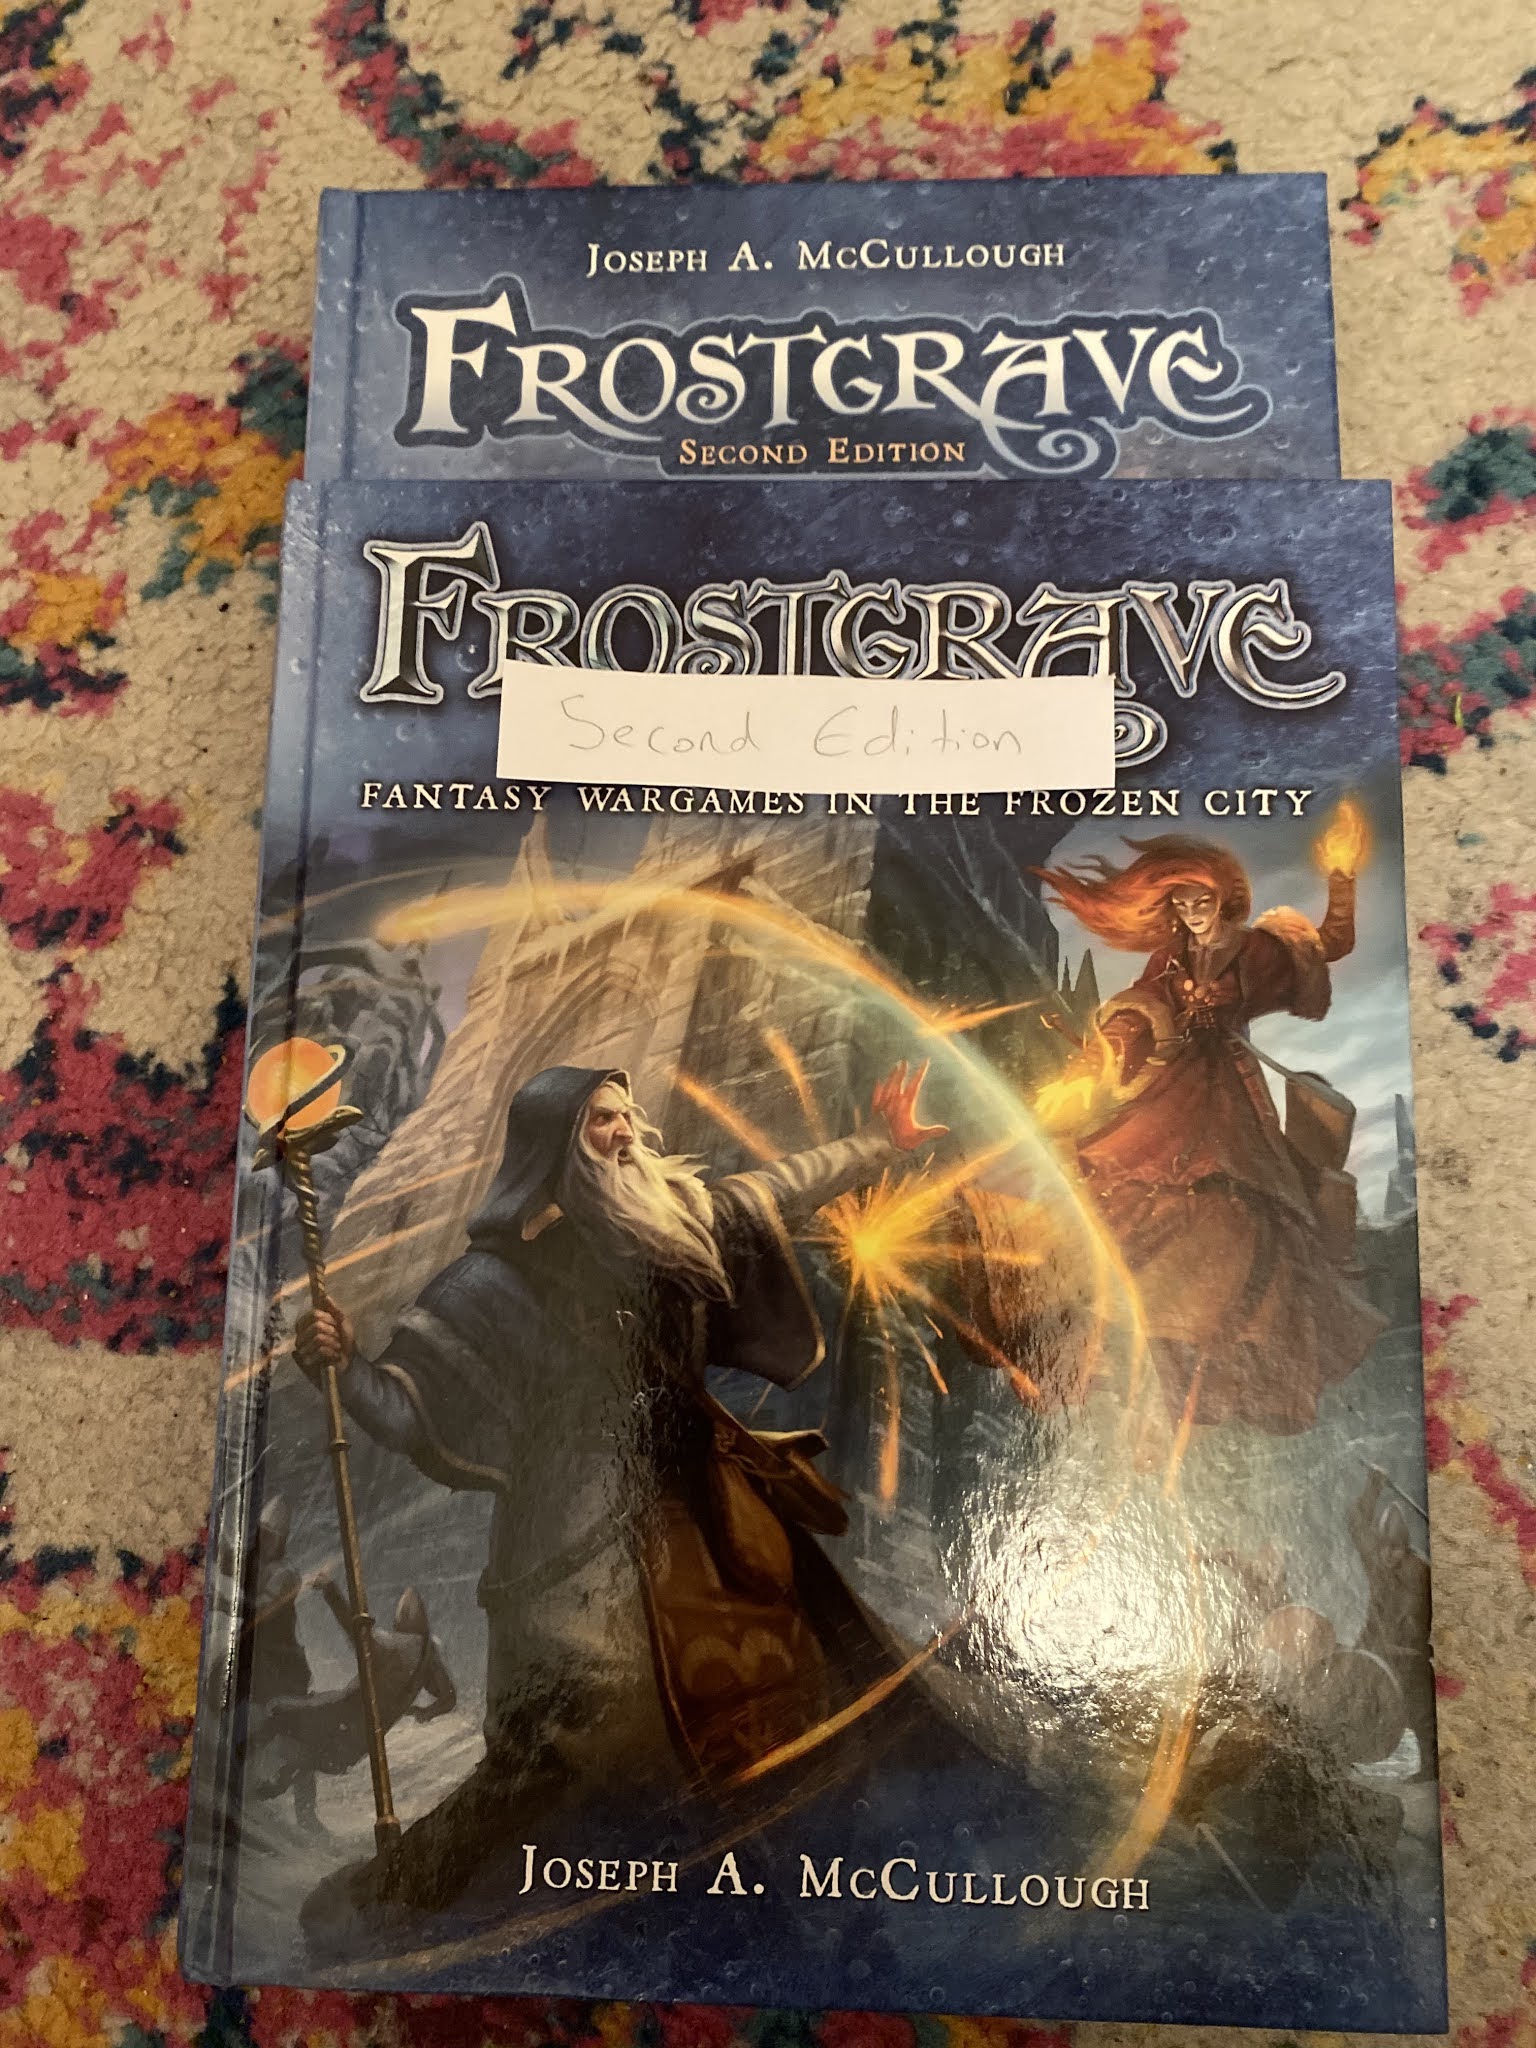 Joseph A. McCullough
Frostgrave
Second Edition
Frostgrave
Second Edition
FANTASY WARGAMES IN THE FROZEN CITY
Joseph A. McCullough